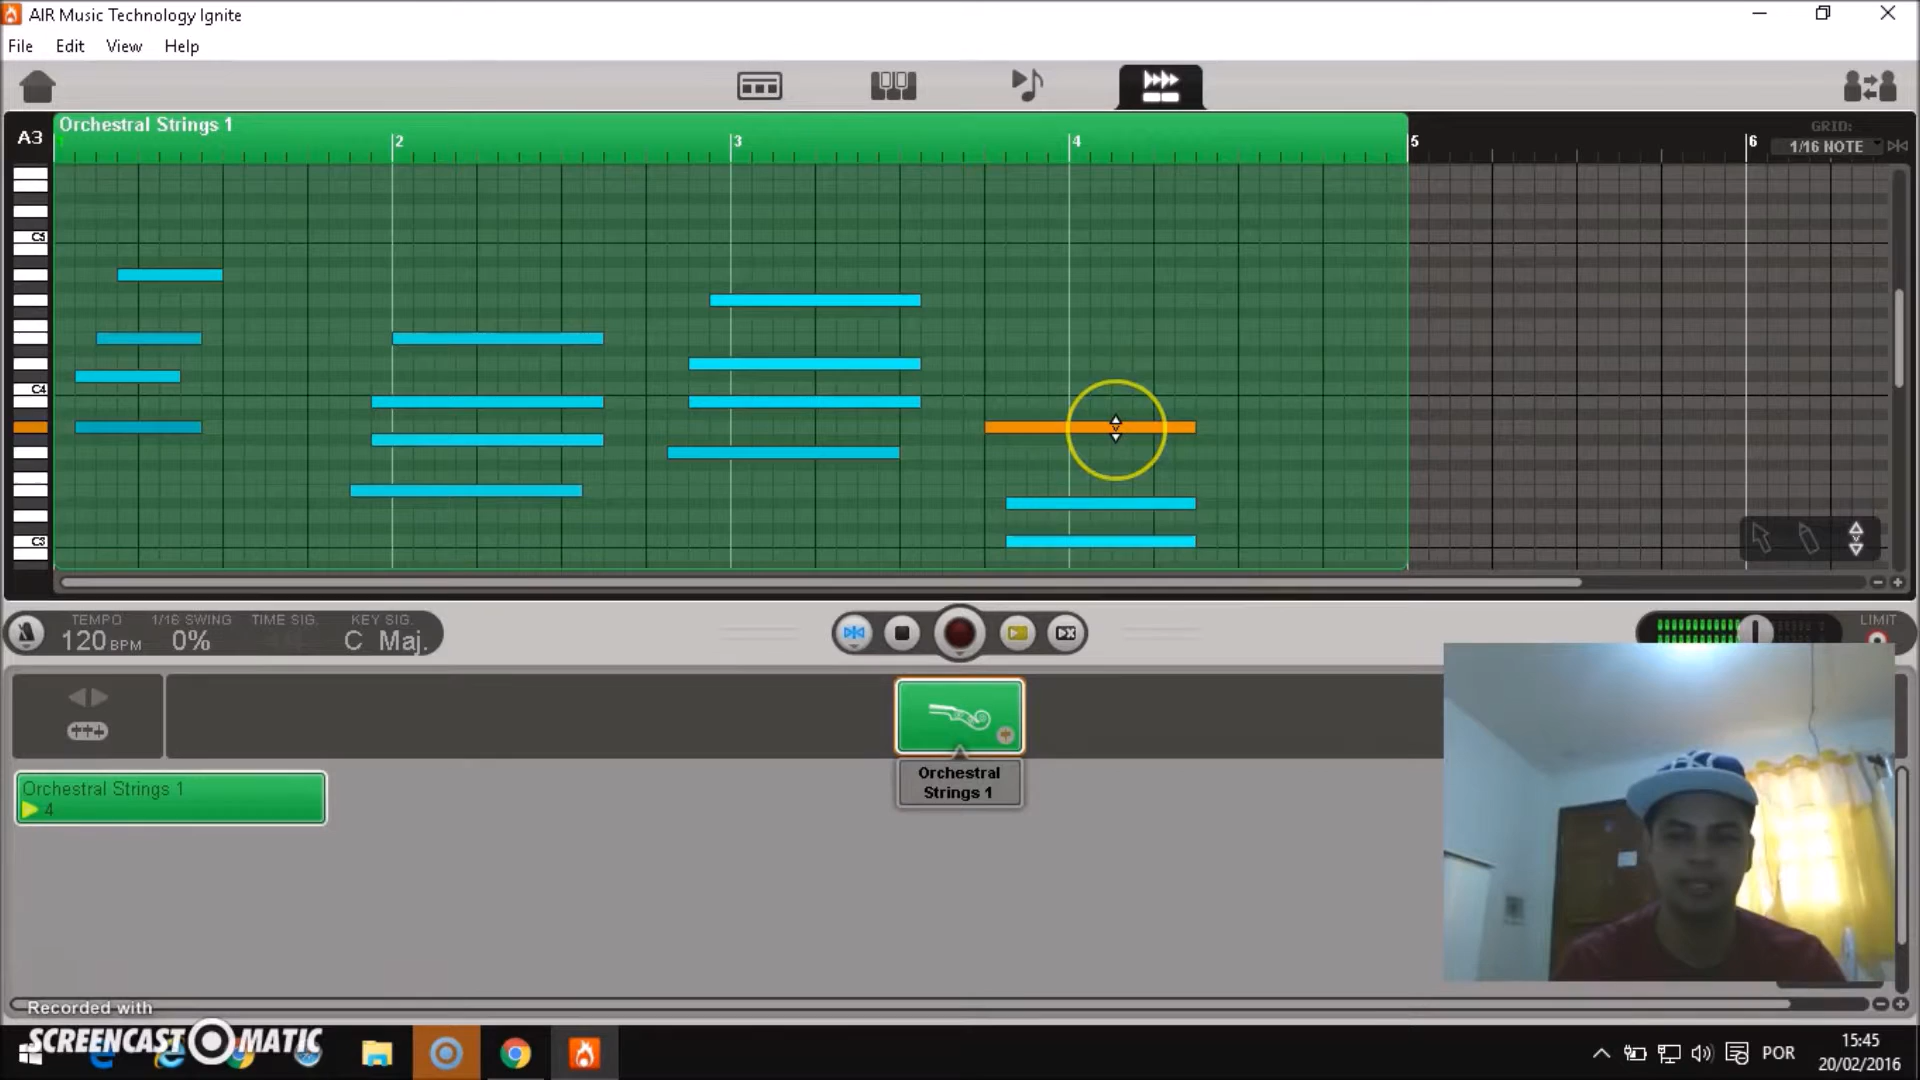 AIR Music Technology Ignite
File Edit View Help
A3
Orchestral Strings 1
2 3 4 5 6
GRID:
1/16 NOTE
C5
C4
C3
TEMPO 1/16 SWING TIME SIG. KEY SIG.
120 BPM 0% C Maj.
LIMIT
Orchestral
Strings 1
Orchestral Strings 1
4
Recorded with
SCREENCAST MATIC
POR
15:45
20/02/2016